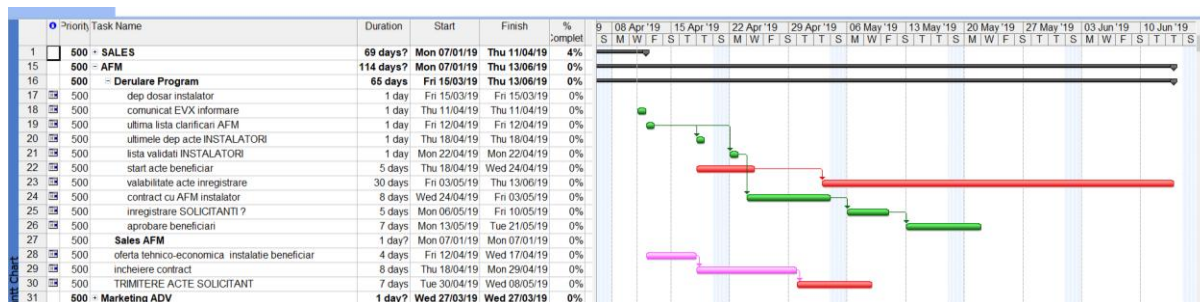 Priority Task Name Duration Start Finish % Complet 9 08 Apr '19 15 Apr '19 22 Apr '19 29 Apr '19 06 May '19 13 May '19 20 May '19 27 May '19 03 Jun '19 10 Jun '19
S M W F S T T S M W F S T T S M W F S T T S M W F S T T S M W F S T T S
1 500 + SALES 69 days? Mon 07/01/19 Thu 11/04/19 4%
15 500 - AFM 114 days? Mon 07/01/19 Thu 13/06/19 0%
16 500 - Derulare Program 65 days Fri 15/03/19 Thu 13/06/19 0%
17 500 dep dosar instalator 1 day Fri 15/03/19 Fri 15/03/19 0%
18 500 comunicat EVX informare 1 day Thu 11/04/19 Thu 11/04/19 0%
19 500 ultima lista clarificari AFM 1 day Fri 12/04/19 Fri 12/04/19 0%
20 500 ultimele dep acte INSTALATORI 1 day Thu 18/04/19 Thu 18/04/19 0%
21 500 lista validati INSTALATORI 1 day Mon 22/04/19 Mon 22/04/19 0%
22 500 start acte beneficiar 5 days Thu 18/04/19 Wed 24/04/19 0%
23 500 valabilitate acte inregistrare 30 days Fri 03/05/19 Thu 13/06/19 0%
24 500 contract cu AFM instalator 8 days Wed 24/04/19 Fri 03/05/19 0%
25 500 inregistrare SOLICITANTI ? 5 days Mon 06/05/19 Fri 10/05/19 0%
26 500 aprobare beneficiari 7 days Mon 13/05/19 Tue 21/05/19 0%
27 500 Sales AFM 1 day? Mon 07/01/19 Mon 07/01/19 0%
28 500 oferta tehnico-economica instalatie beneficiar 4 days Fri 12/04/19 Wed 17/04/19 0%
29 500 incheiere contract 8 days Thu 18/04/19 Mon 29/04/19 0%
30 500 TRIMITERE ACTE SOLICITANT 7 days Tue 30/04/19 Wed 08/05/19 0%
31 500 + Marketing ADV 1 day? Wed 27/03/19 Wed 27/03/19 0%
ntt Chart